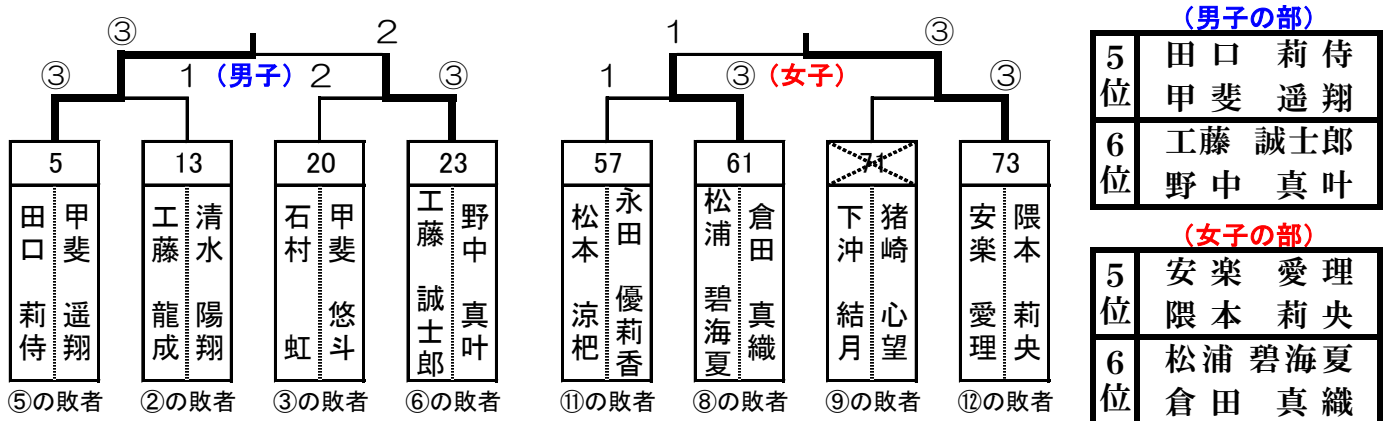 ③ 2
③ 1 (男子) 2 ③
5 13 20 23
田口 莉侍 甲斐 遥翔
工藤 龍成 清水 陽翔
石村 虹 甲斐 悠斗
工藤 誠士郎 野中 真叶
⑤の敗者 ②の敗者 ③の敗者 ⑥の敗者
1 ③
1 ③ (女子) ③
57 61 71 73
松本 涼杷 永田 優莉香
松浦 碧海夏 倉田 真織
下沖 結月 猪崎 心望
安楽 愛理 隈本 莉央
⑪の敗者 ⑧の敗者 ⑨の敗者 ⑫の敗者
(男子の部)
5位 田口 莉侍
甲斐 遥翔
6位 工藤 誠士郎
野中 真叶
(女子の部)
5位 安楽 愛理
隈本 莉央
6位 松浦 碧海夏
倉田 真織